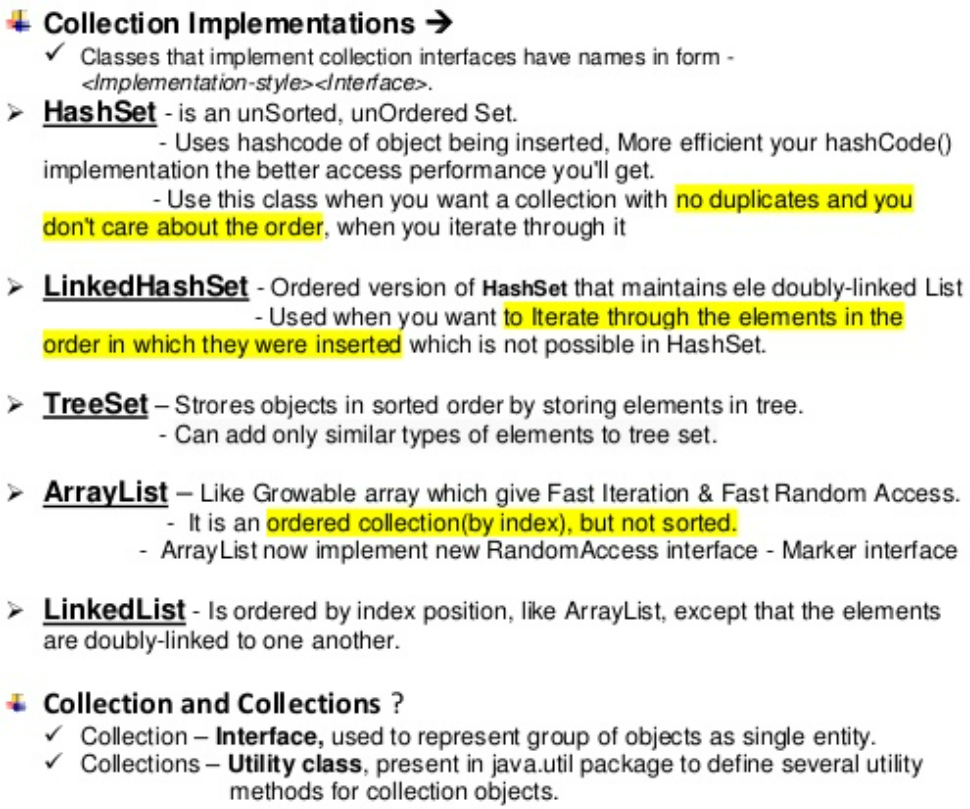 Collection Implementations →
✓ Classes that implement collection interfaces have names in form -
<Implementation-style><Interface>.
➢ HashSet - is an unSorted, unOrdered Set.
- Uses hashcode of object being inserted, More efficient your hashCode()
implementation the better access performance you'll get.
- Use this class when you want a collection with no duplicates and you
don't care about the order, when you iterate through it
➢ LinkedHashSet - Ordered version of HashSet that maintains ele doubly-linked List
- Used when you want to Iterate through the elements in the
order in which they were inserted which is not possible in HashSet.
➢ TreeSet – Strores objects in sorted order by storing elements in tree.
- Can add only similar types of elements to tree set.
➢ ArrayList – Like Growable array which give Fast Iteration & Fast Random Access.
- It is an ordered collection(by index), but not sorted.
- ArrayList now implement new RandomAccess interface - Marker interface
➢ LinkedList - Is ordered by index position, like ArrayList, except that the elements
are doubly-linked to one another.
Collection and Collections ?
✓ Collection – Interface, used to represent group of objects as single entity.
✓ Collections – Utility class, present in java.util package to define several utility
methods for collection objects.